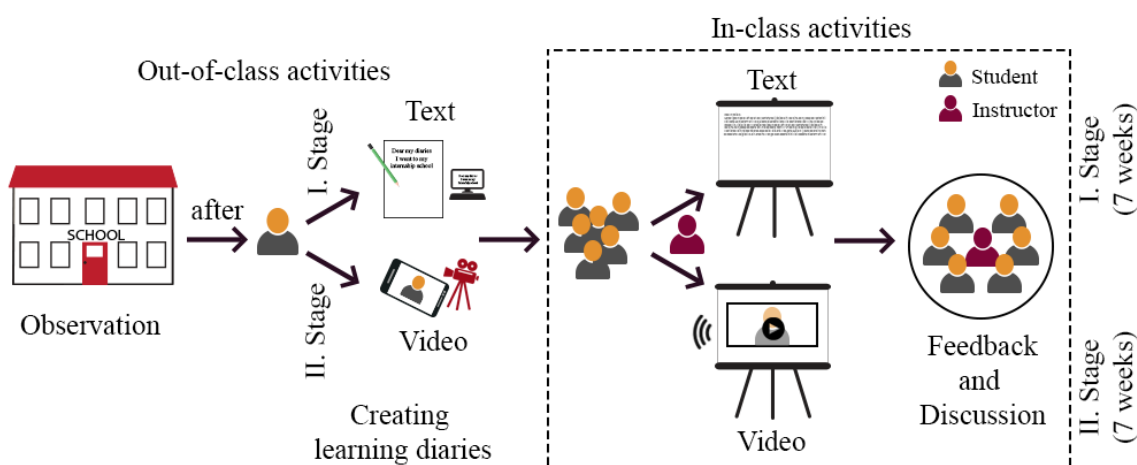 In-class activities
Out-of-class activities
Text
Text
Student
Instructor
I. Stage
Dear my diaries
I want to my
internship school
I. Stage
(7 weeks)
after
SCHOOL
Observation
II. Stage
Video
Creating
learning diaries
Video
Feedback
and
Discussion
II. Stage
(7 weeks)